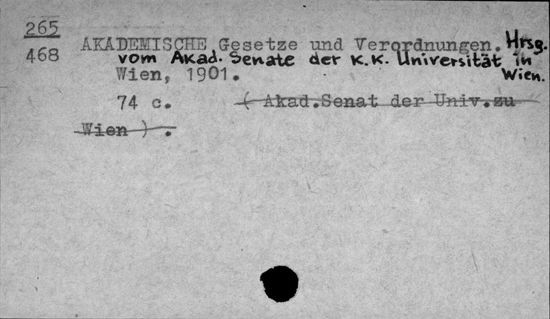 265
468
AKADEMISCHE Gesetze und Verordnungen. Hrsg.
vom Akad. Senate der K.K. Universität in Wien.
Wien, 1901.
74 c. ( Akad.Senat der Univ.zu
Wien ) .